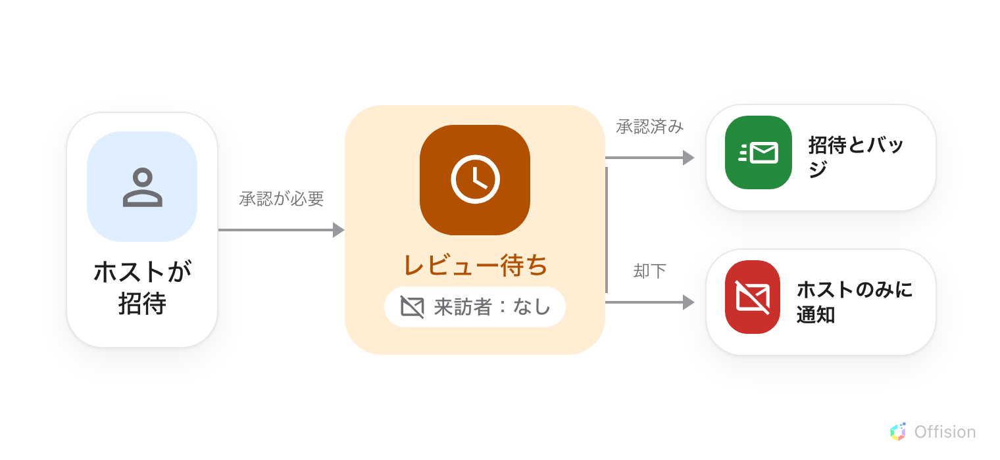 ホストが
招待
承認が必要
レビュー待ち
来訪者：なし
承認済み
招待とバッ
ジ
却下
ホストのみに
通知
Offision